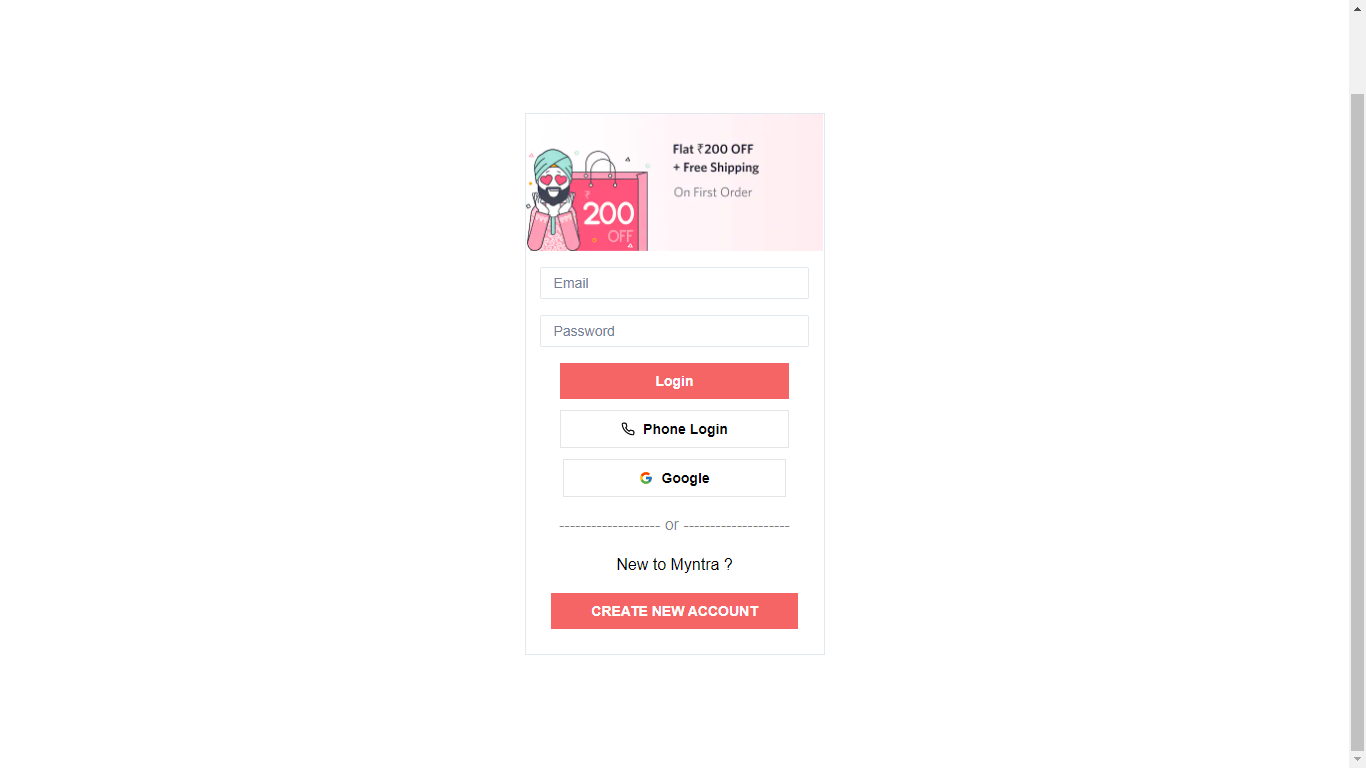 Flat ₹200 OFF
+ Free Shipping
On First Order
₹
200
OFF
Email
Password
Login
Phone Login
Google
------------------- or --------------------
New to Myntra ?
CREATE NEW ACCOUNT